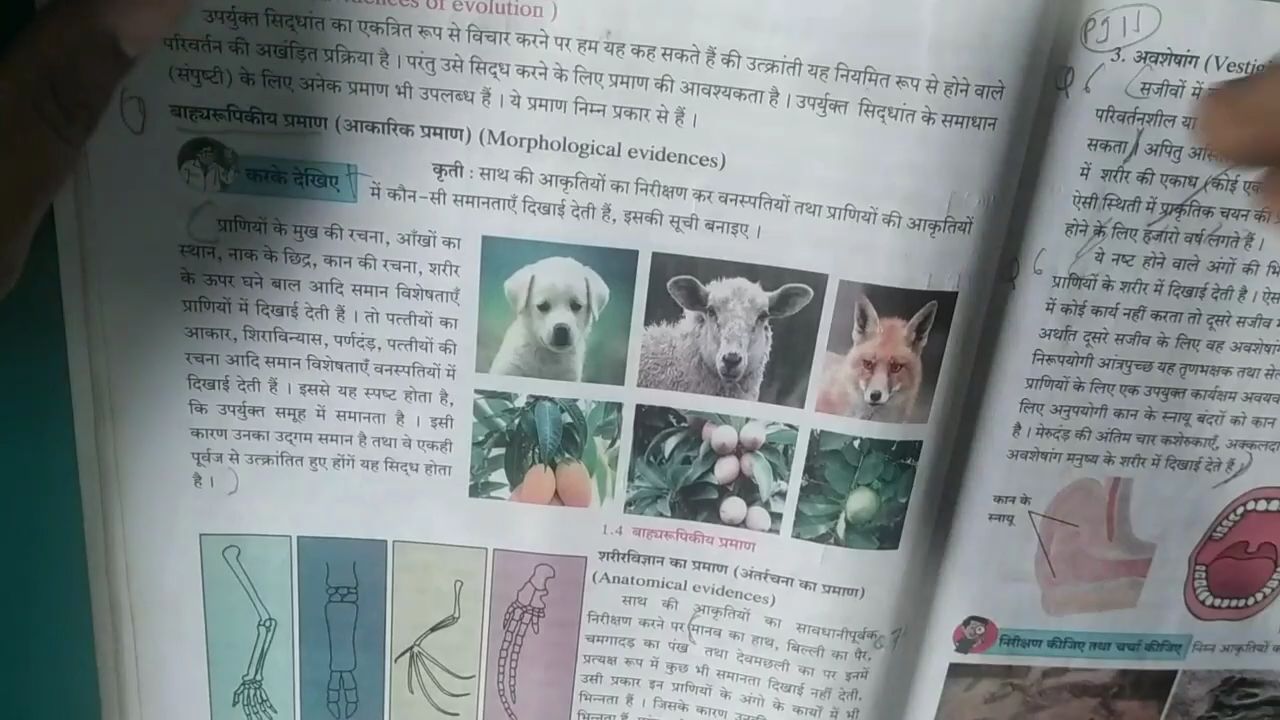 ences of evolution )
उपर्युक्त सिद्धांत का एकत्रित रूप से विचार करने पर हम यह कह सकते हैं की उत्क्रांती यह नियमित रूप से होने वाले
परिवर्तन की अखंडित प्रक्रिया है । परंतु उसे सिद्ध करने के लिए प्रमाण की आवश्यकता है । उपर्युक्त सिद्धांत के समाधान
(संपुष्टी) के लिए अनेक प्रमाण भी उपलब्ध हैं । ये प्रमाण निम्न प्रकार से हैं ।
बाह्यरूपिकीय प्रमाण (आकारिक प्रमाण) (Morphological evidences)
करके देखिए
कृती : साथ की आकृतियों का निरीक्षण कर वनस्पतियों तथा प्राणियों की आकृतियों
में कौन-सी समानताएँ दिखाई देती हैं, इसकी सूची बनाइए ।
प्राणियों के मुख की रचना, आँखों का
स्थान, नाक के छिद्र, कान की रचना, शरीर
के ऊपर घने बाल आदि समान विशेषताएँ
प्राणियों में दिखाई देती हैं । तो पत्तीयों का
आकार, शिराविन्यास, पर्णदंड, पत्तीयों की
रचना आदि समान विशेषताएँ वनस्पतियों में
दिखाई देती हैं । इससे यह स्पष्ट होता है,
कि उपर्युक्त समूह में समानता है । इसी
कारण उनका उद्गम समान है तथा वे एकही
पूर्वज से उत्क्रांतित हुए होंगें यह सिद्ध होता
है ।
1.4 बाह्यरूपिकीय प्रमाण
शरीरविज्ञान का प्रमाण (अंतर्रचना का प्रमाण)
(Anatomical evidences)
साथ की आकृतियों का सावधानीपूर्वक
निरीक्षण करने पर मानव का हाथ, बिल्ली का पैर,
चमगादड़ का पंख तथा देवमछली का पर इनमें
प्रत्यक्ष रूप में कुछ भी समानता दिखाई नहीं देती.
उसी प्रकार इन प्राणियों के अंगो के कार्यों में भी
भिन्नता हैं । जिसके कारण
Pg 11
3. अवशेषांग (Vestig
Q 6
सजीवों में
परिवर्तनशील या
सकता । अपितु
में शरीर की एकाध कोई एव
ऐसी स्थिती में प्राकृतिक चयन की
होने के लिए हजारो वर्ष लगते हैं ।
ये नष्ट होने वाले अंगों की भि
प्राणियों के शरीर में दिखाई देती है । ऐस
में कोई कार्य नहीं करता तो दूसरे सजीव
अर्थात दूसरे सजीव के लिए वह अवशेषां
निरूपयोगी आंत्रपुच्छ यह तृणभक्षक तथा सेल
प्राणियों के लिए एक उपयुक्त कार्यक्षम अवयव
लिए अनुपयोगी कान के स्नायू बंदरों को कान
है । मेरुदंड की अंतिम चार कशेरुकाएँ, अक्कलदा
अवशेषांग मनुष्य के शरीर में दिखाई देते हैं
कान के
स्नायू
निरीक्षण कीजिए तथा चर्चा कीजिए
निम्न आकृतियों क